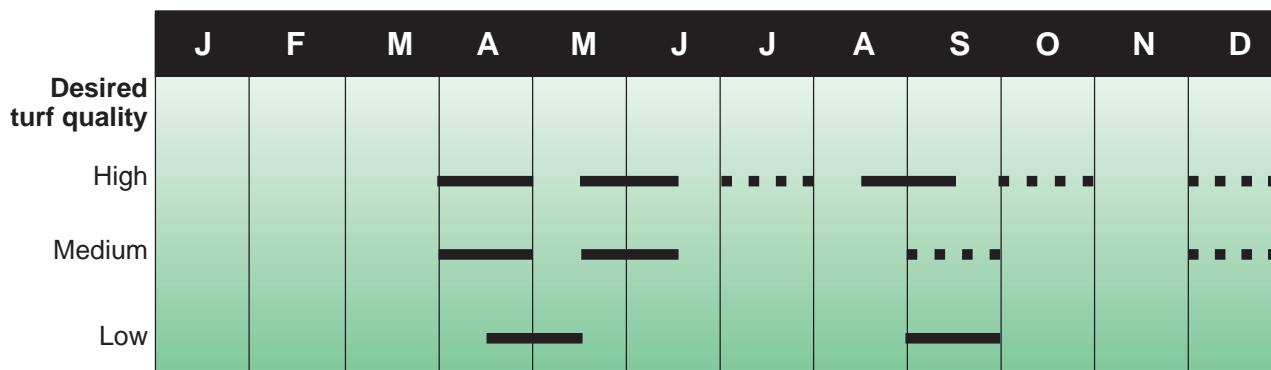 J F M A M J J A S O N D
Desired
turf quality
High
Medium
Low